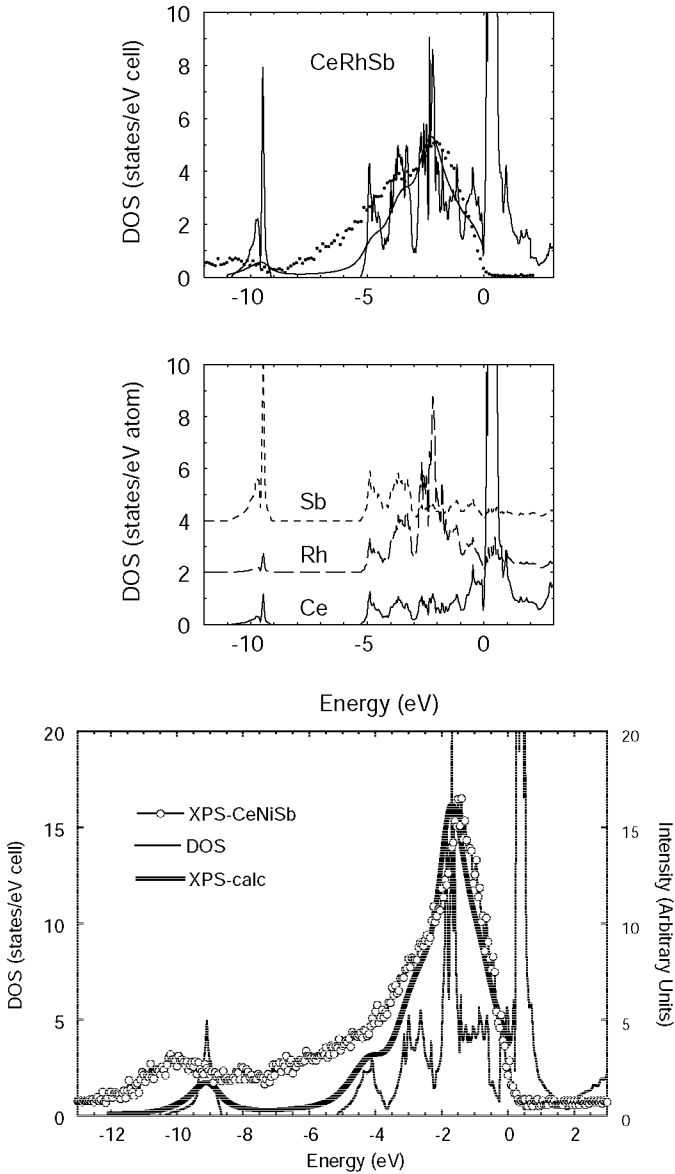 10
8
CeRhSb
6
4
2
0
DOS (states/eV cell)
-10 -5 0
10
8
6
Sb
4
Rh
2
Ce
0
DOS (states/eV atom)
-10 -5 0
Energy (eV)
20 20
XPS-CeNiSb
15 15
DOS
XPS-calc
10 10
5 5
0 0
DOS (states/eV cell)
Intensity (Arbitrary Units)
-12 -10 -8 -6 -4 -2 0 2
Energy (eV)